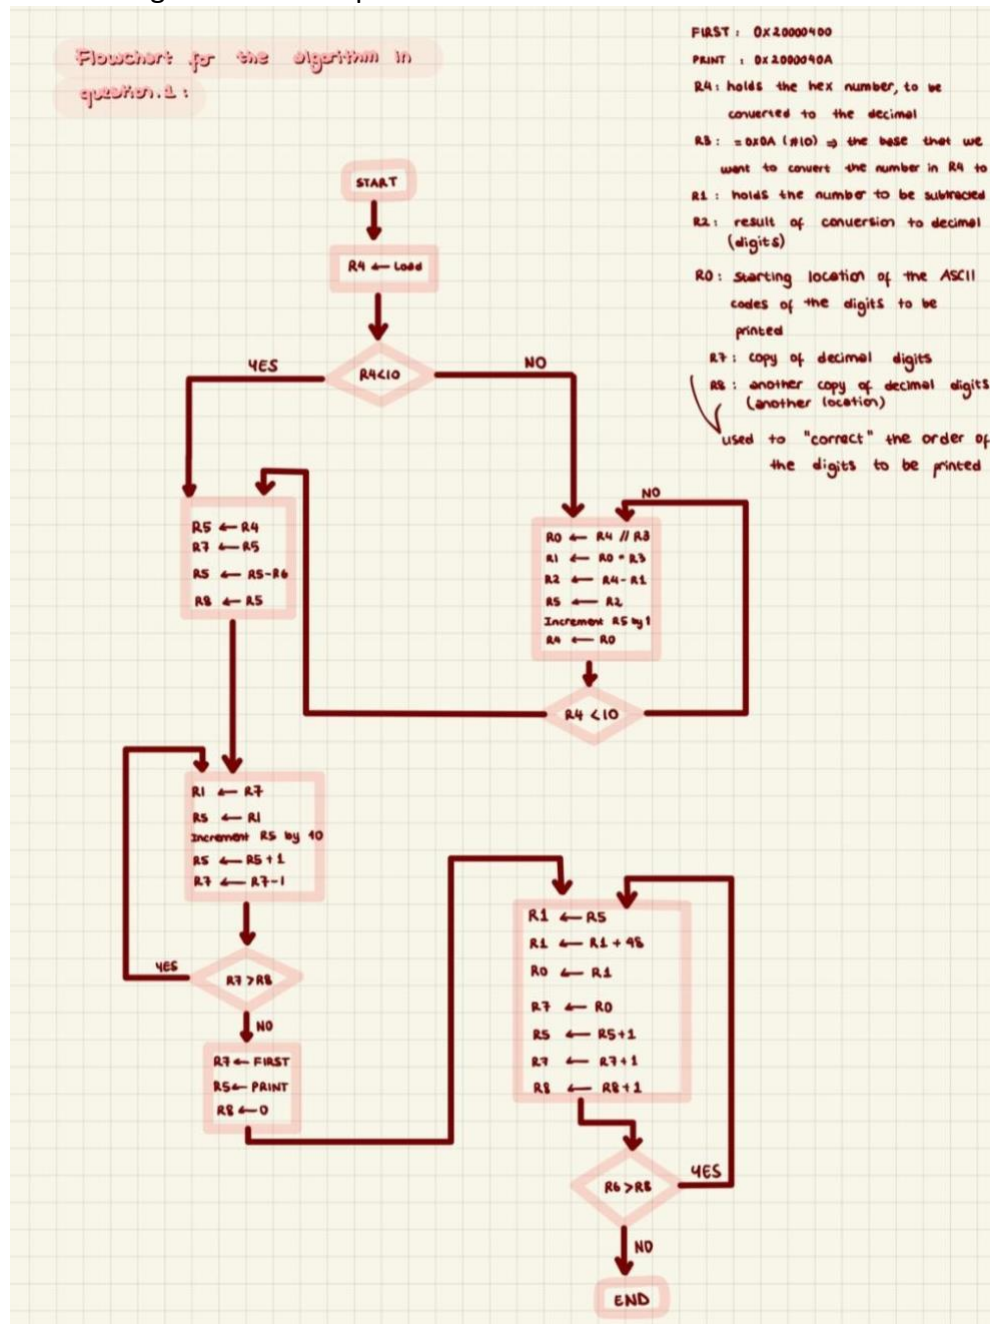 Flowchart for the algorithm in
question.1:
FIRST : 0x20000400
PRINT : 0x2000040A
R4: holds the hex number, to be
converted to the decimal
R3: =0x0A (#10) ⇒ the base that we
want to convert the number in R4 to
R1: holds the number to be subtracted
R2: result of conversion to decimal
(digits)
R0: starting location of the ASCII
codes of the digits to be
printed
R7: copy of decimal digits
R8: another copy of decimal digits
(another location)
used to "correct" the order of
the digits to be printed
START
R4 ← Load
R4<10
YES
NO
R5 ← R4
R7 ← R5
R5 ← R5-R6
R8 ← R5
NO
R0 ← R4 // R3
R1 ← R0 * R3
R2 ← R4-R1
R5 ← R2
Increment R5 by 1
R4 ← R0
R4 <10
R1 ← R7
R5 ← R1
Increment R5 by 10
R5 ← R5+1
R7 ← R7-1
YES
R7 >R8
NO
R7← FIRST
R5← PRINT
R8 ←0
R1 ← R5
R1 ← R1 + 48
R0 ← R1
R7 ← R0
R5 ← R5+1
R7 ← R7+1
R8 ← R8+1
R6 >R8
YES
NO
END